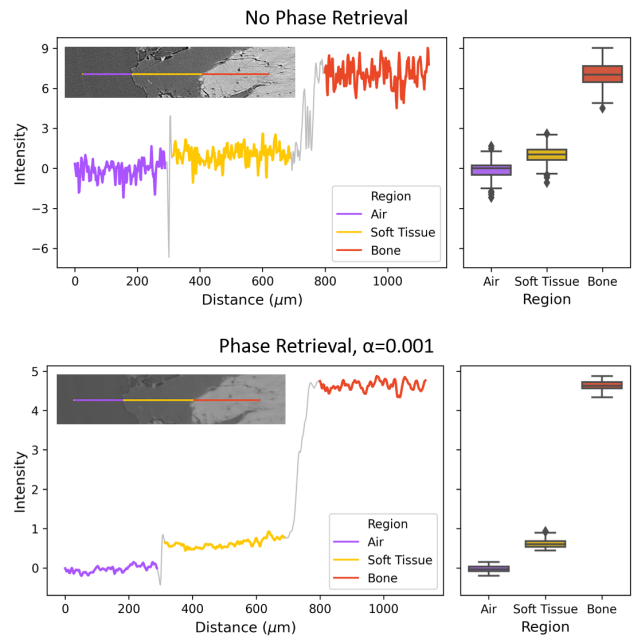 No Phase Retrieval
Intensity
9
6
3
0
−3
−6
0 200 400 600 800 1000
Distance (μm)
Region
Air
Soft Tissue
Bone
Air Soft Tissue Bone
Region
Phase Retrieval, α=0.001
Intensity
5
4
3
2
1
0
0 200 400 600 800 1000
Distance (μm)
Region
Air
Soft Tissue
Bone
Air Soft Tissue Bone
Region